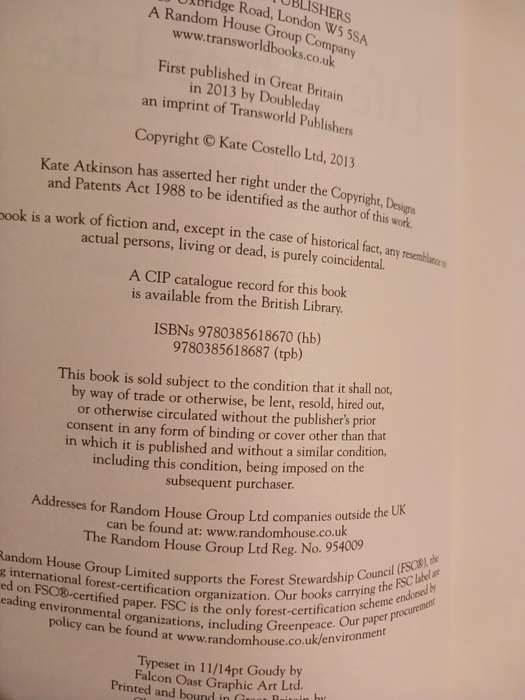 PUBLISHERS
Uxbridge Road, London W5 5SA
A Random House Group Company
www.transworldbooks.co.uk
First published in Great Britain
in 2013 by Doubleday
an imprint of Transworld Publishers
Copyright © Kate Costello Ltd, 2013
Kate Atkinson has asserted her right under the Copyright, Designs
and Patents Act 1988 to be identified as the author of this work.
book is a work of fiction and, except in the case of historical fact, any resemblance to
actual persons, living or dead, is purely coincidental.
A CIP catalogue record for this book
is available from the British Library.
ISBNs 9780385618670 (hb)
9780385618687 (tpb)
This book is sold subject to the condition that it shall not,
by way of trade or otherwise, be lent, resold, hired out,
or otherwise circulated without the publisher's prior
consent in any form of binding or cover other than that
in which it is published and without a similar condition,
including this condition, being imposed on the
subsequent purchaser.
Addresses for Random House Group Ltd companies outside the UK
can be found at: www.randomhouse.co.uk
The Random House Group Ltd Reg. No. 954009
Random House Group Limited supports the Forest Stewardship Council (FSC®), the
g international forest-certification organization. Our books carrying the FSC label are
ed on FSC®-certified paper. FSC is the only forest-certification scheme endorsed by
eading environmental organizations, including Greenpeace. Our paper procurement
policy can be found at www.randomhouse.co.uk/environment
Typeset in 11/14pt Goudy by
Falcon Oast Graphic Art Ltd.
Printed and bound in Great Britain by